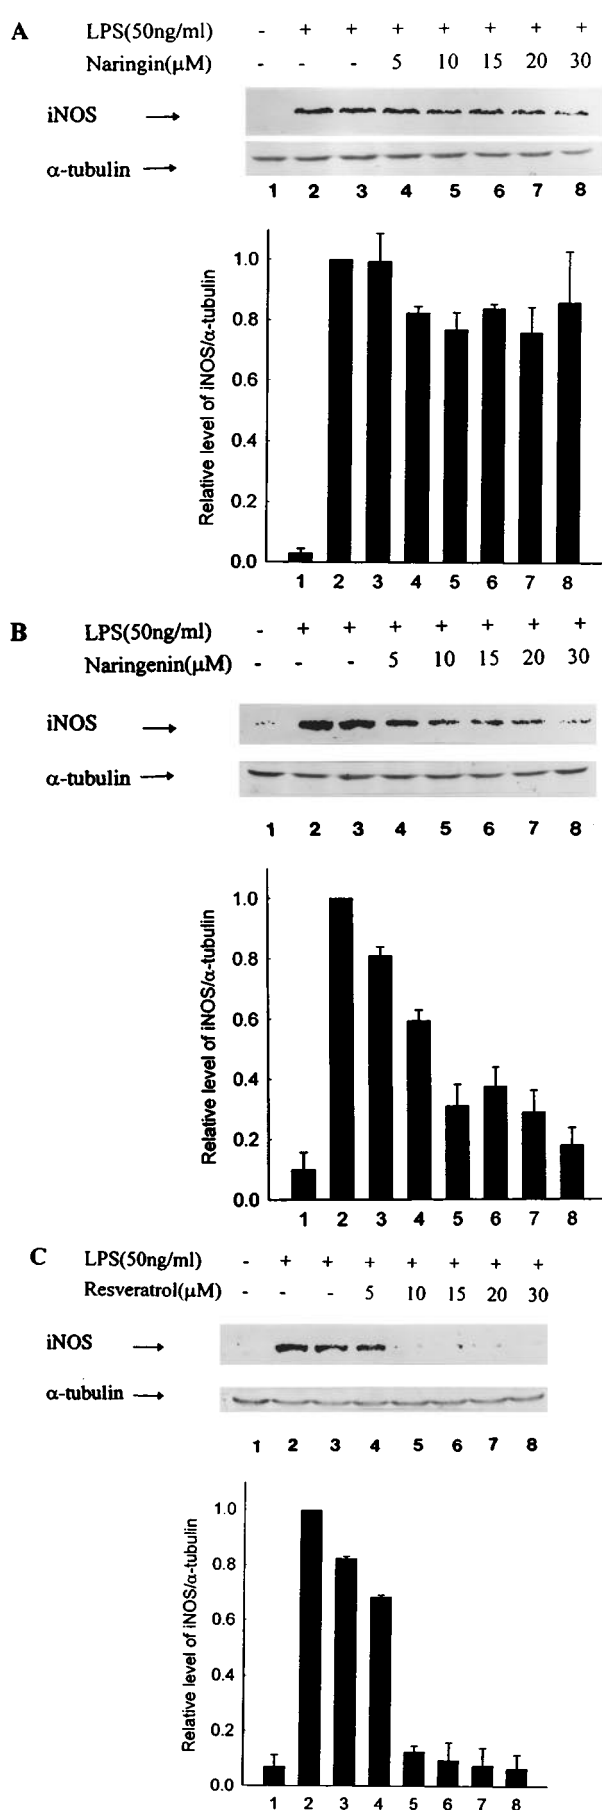 A LPS(50ng/ml) - + + + + + + +
Naringin(μM) - - - 5 10 15 20 30
iNOS →
α-tubulin →
1 2 3 4 5 6 7 8
Relative level of iNOS/α-tubulin
1.0
0.8
0.6
0.4
0.2
0.0
1 2 3 4 5 6 7 8
B LPS(50ng/ml) - + + + + + + +
Naringenin(μM) - - - 5 10 15 20 30
iNOS →
α-tubulin →
1 2 3 4 5 6 7 8
Relative level of iNOS/α-tubulin
1.0
0.8
0.6
0.4
0.2
0.0
1 2 3 4 5 6 7 8
C LPS(50ng/ml) - + + + + + + +
Resveratrol(μM) - - - 5 10 15 20 30
iNOS →
α-tubulin →
1 2 3 4 5 6 7 8
Relative level of iNOS/α-tubulin
1.0
0.8
0.6
0.4
0.2
0.0
1 2 3 4 5 6 7 8